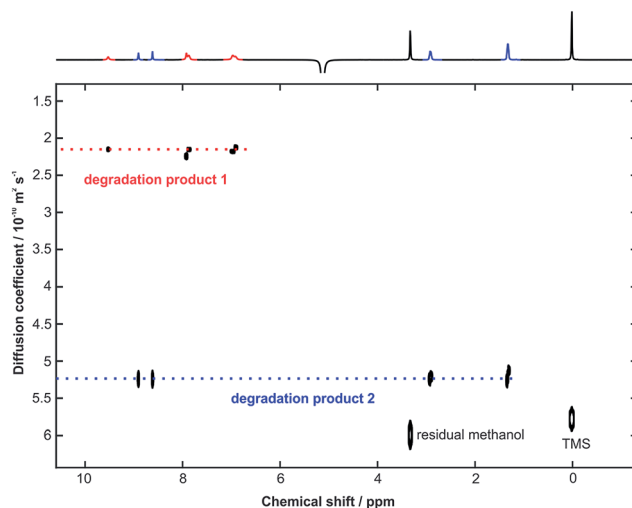 1.5
2
2.5
3
3.5
4
4.5
5
5.5
6
Diffusion coefficient / 10⁻¹⁰ m² s⁻¹
degradation product 1
degradation product 2
residual methanol
TMS
10
8
6
4
2
0
Chemical shift / ppm